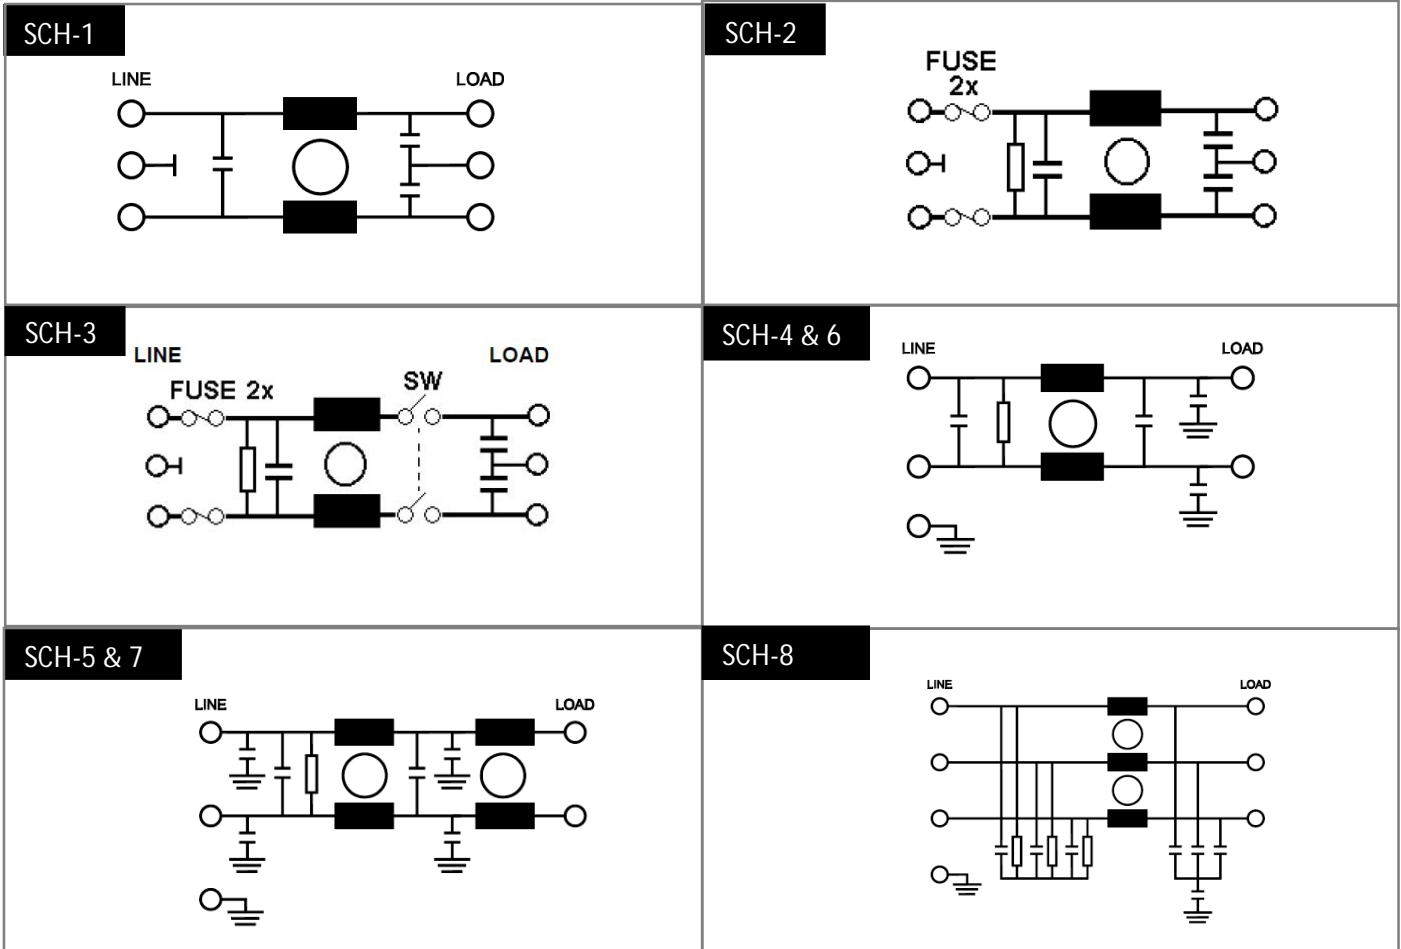 SCH-1
LINE
LOAD
SCH-2
FUSE
2x
SCH-3
LINE
LOAD
FUSE 2x
SW
SCH-4 & 6
LINE
LOAD
SCH-5 & 7
LINE
LOAD
SCH-8
LINE
LOAD